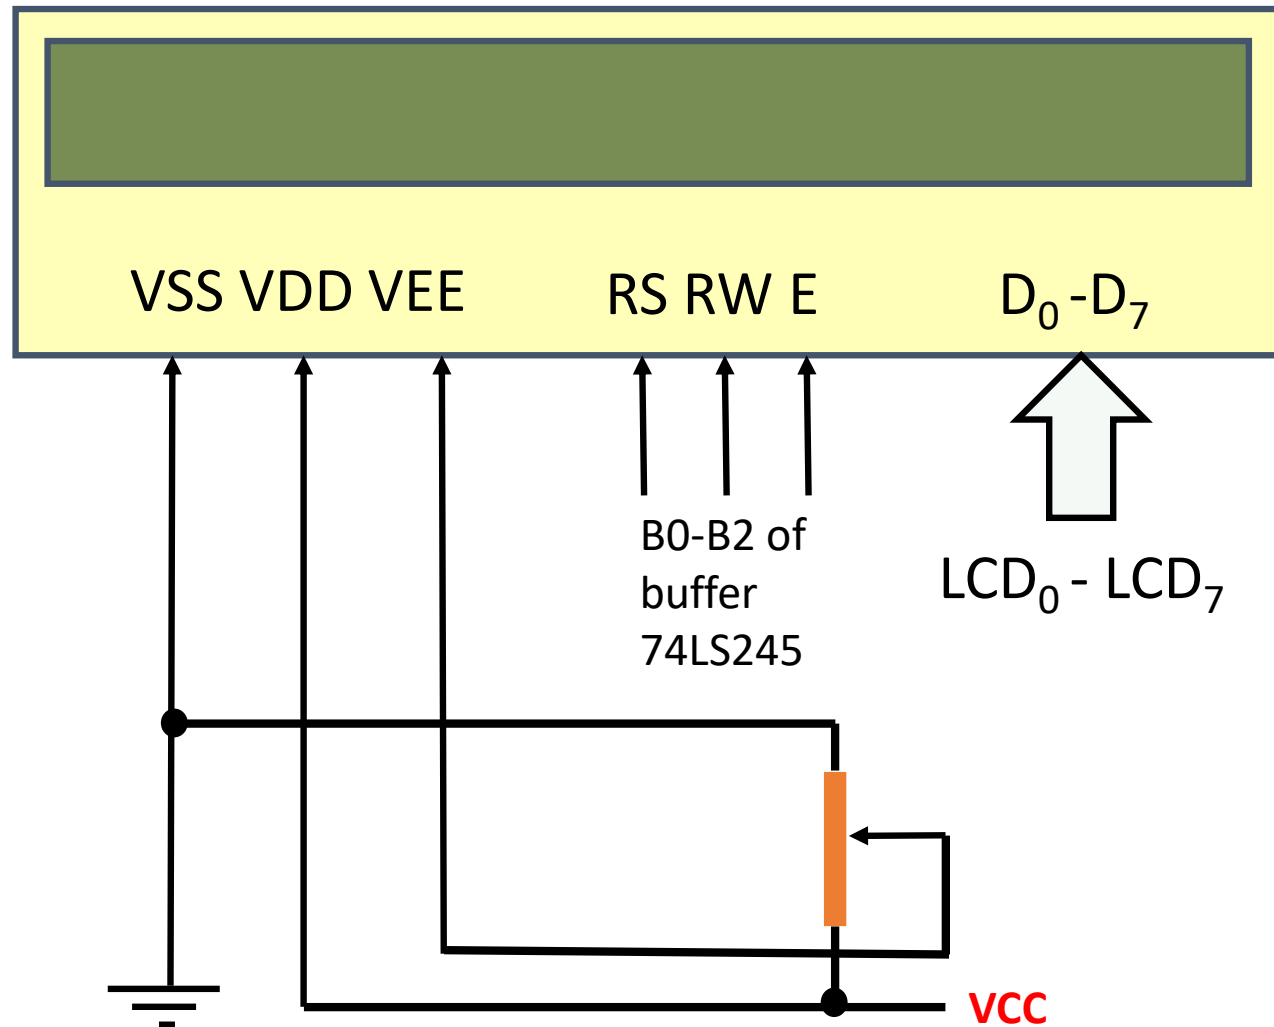 VSS VDD VEE RS RW E D₀ -D₇
B0-B2 of
buffer
74LS245
LCD₀ - LCD₇
VCC